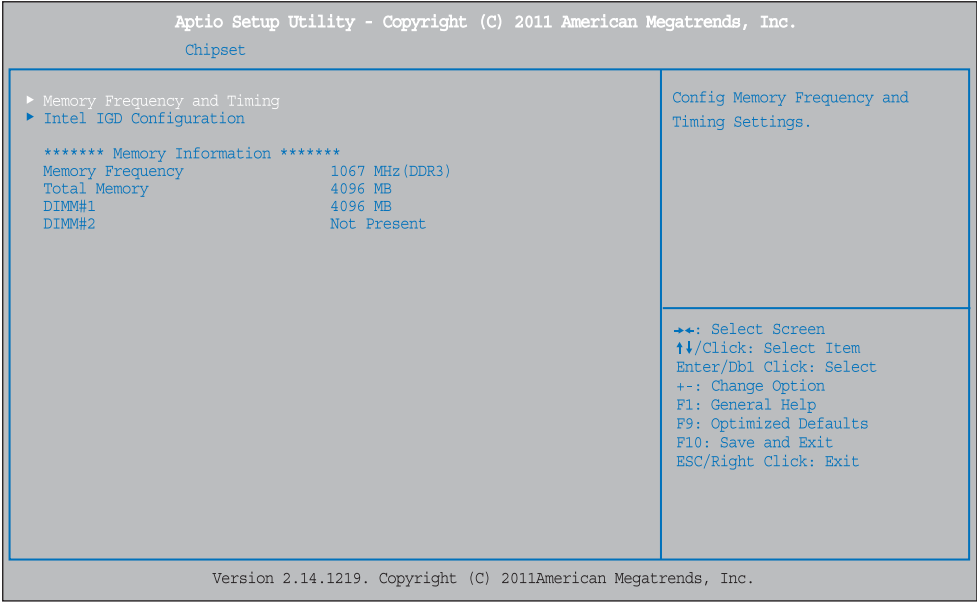 Aptio Setup Utility - Copyright (C) 2011 American Megatrends, Inc.
Chipset
▶ Memory Frequency and Timing
▶ Intel IGD Configuration
******* Memory Information *******
Memory Frequency 1067 MHz(DDR3)
Total Memory 4096 MB
DIMM#1 4096 MB
DIMM#2 Not Present
Config Memory Frequency and
Timing Settings.
→←: Select Screen
↑↓/Click: Select Item
Enter/Db1 Click: Select
+-: Change Option
F1: General Help
F9: Optimized Defaults
F10: Save and Exit
ESC/Right Click: Exit
Version 2.14.1219. Copyright (C) 2011American Megatrends, Inc.